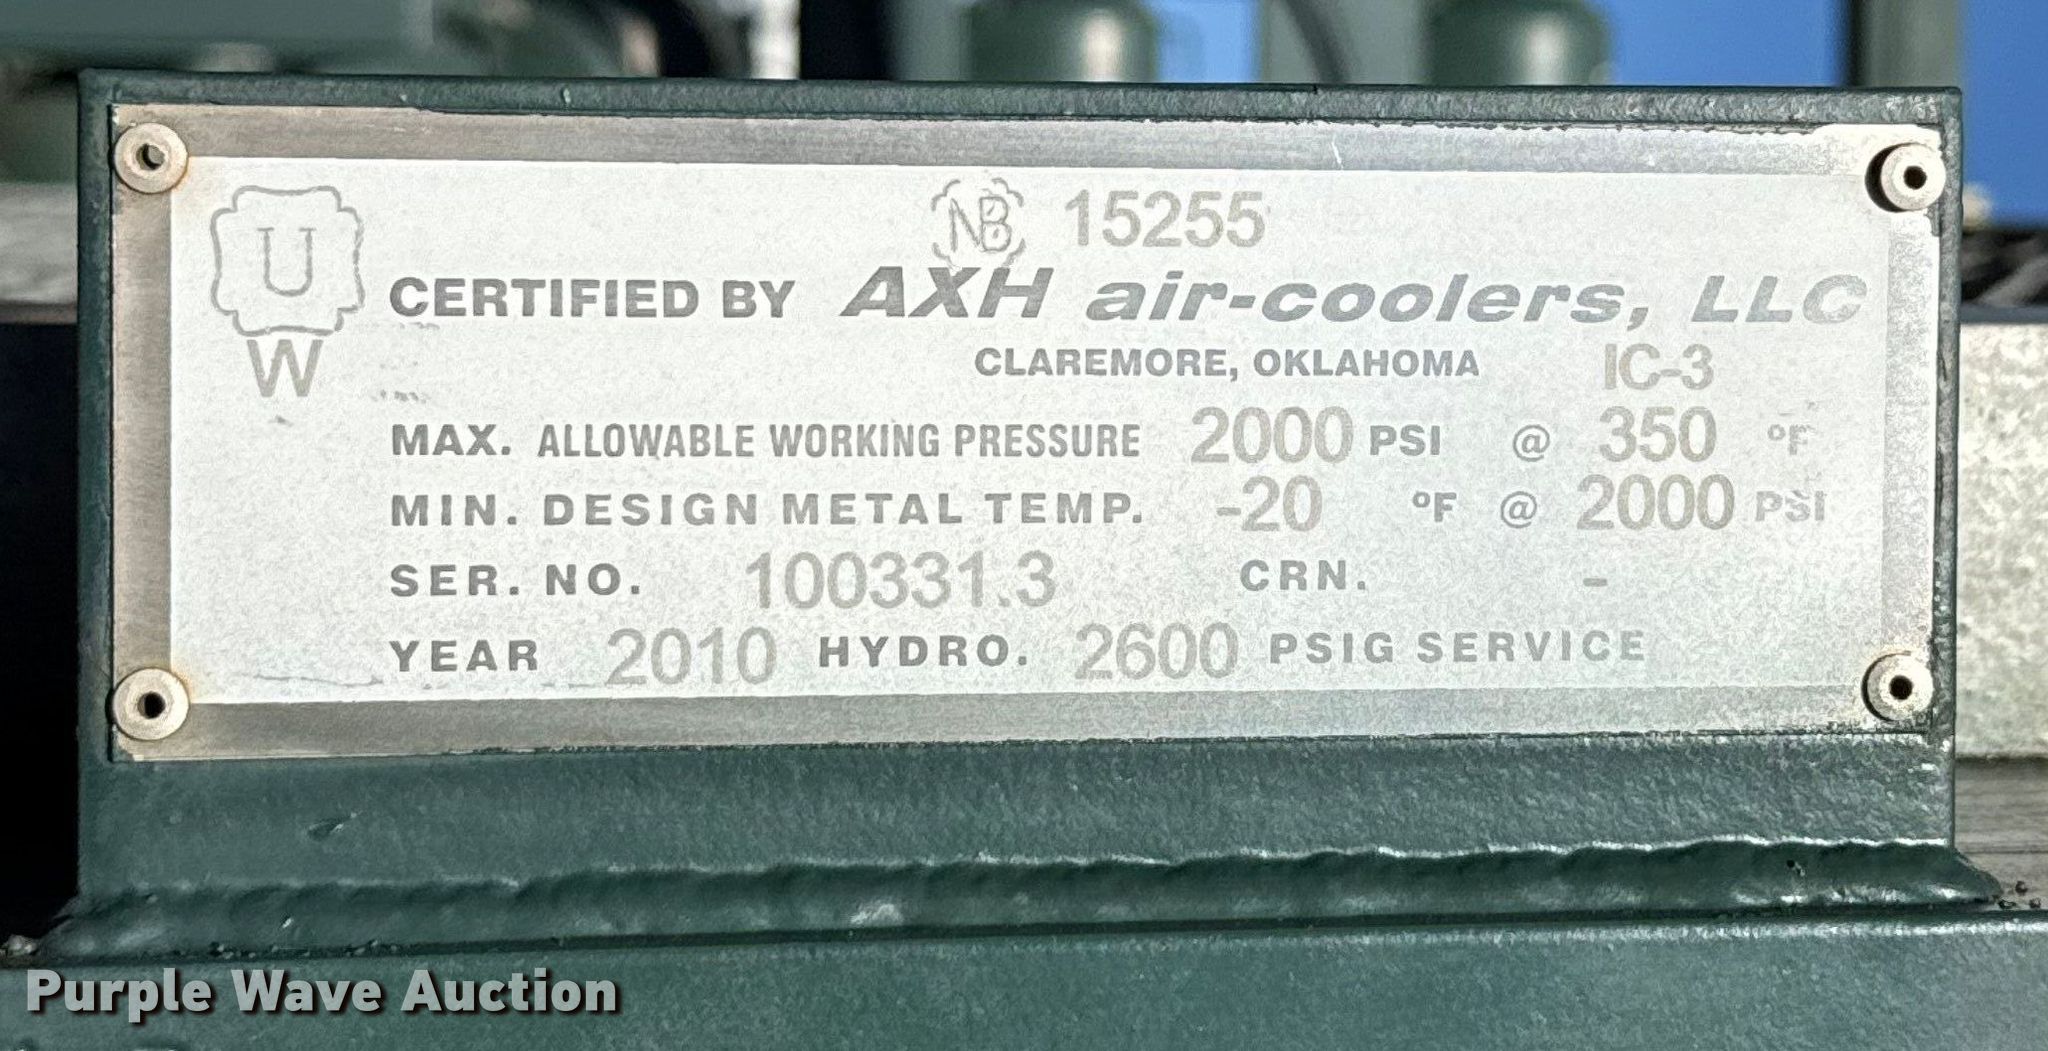 U
W
NB 15255
CERTIFIED BY AXH air-coolers, LLC
CLAREMORE, OKLAHOMA IC-3
MAX. ALLOWABLE WORKING PRESSURE 2000 PSI @ 350 ºF
MIN. DESIGN METAL TEMP. -20 ºF @ 2000 PSI
SER. NO. 100331.3 CRN. -
YEAR 2010 HYDRO. 2600 PSIG SERVICE
Purple Wave Auction